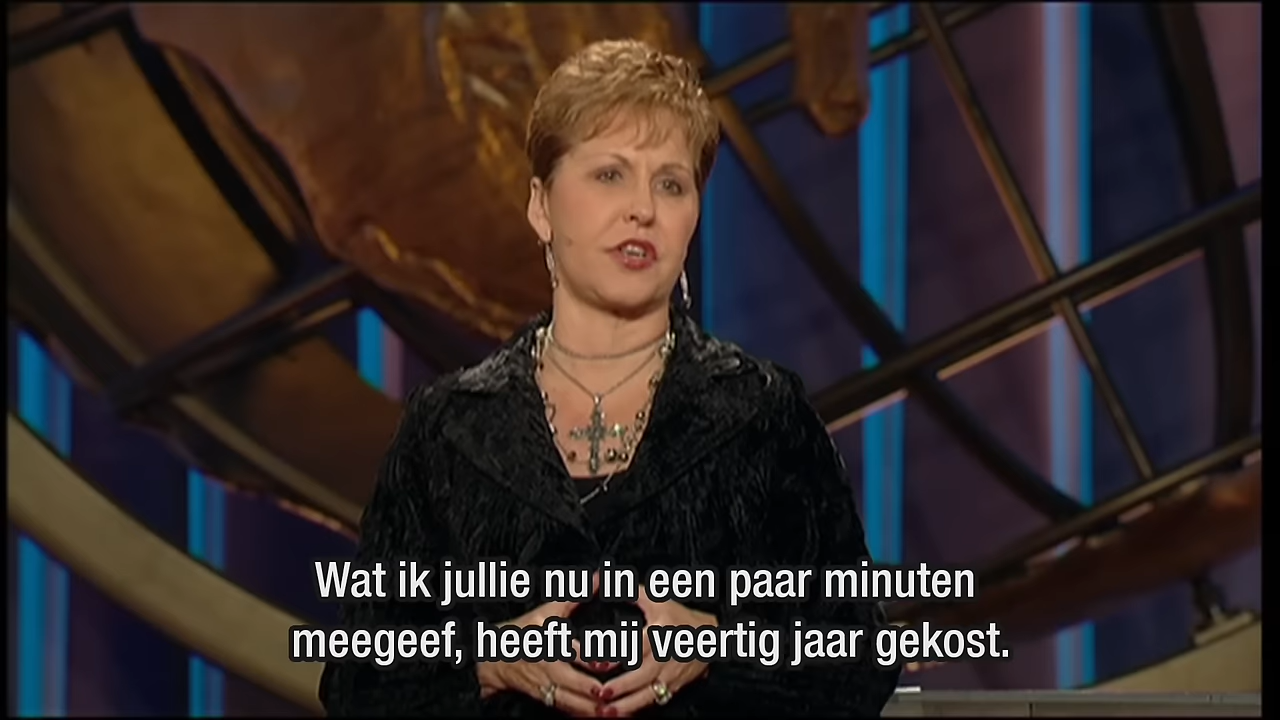 Wat ik jullie nu in een paar minuten
meegeef, heeft mij veertig jaar gekost.